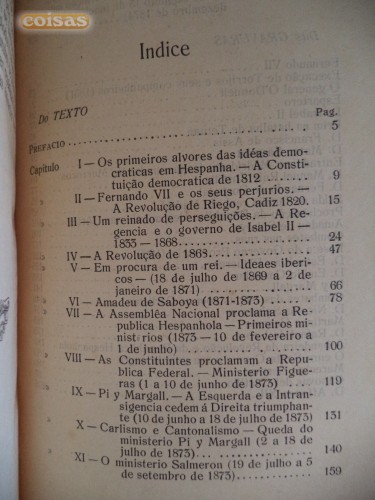 coisas
Indice
Do TEXTO
Pag.
PREFACIO 5
Capitulo I — Os primeiros alvores das idéas demo-
craticas em Hespanha. — A Consti-
tuição democratica de 1812 — 9
» II — Fernando VII e os seus perjurios. —
A Revolução de Riego, Cadiz 1820. 15
» III — Um reinado de perseguições. — A Re-
gencia e o governo de Isabel II —
1833 — 1868. 24
» IV — A Revolução de 1868. 47
» V — Em procura de um rei. — Ideaes iberi-
cos — (18 de julho de 1869 a 2 de
janeiro de 1871) 66
» VI — Amadeu de Saboya (1871-1873) 78
» VII — A Assembléa Nacional proclama a Re-
publica Hespanhola — Primeiros mi-
nisterios (1873 — 10 de fevereiro a
1 de junho) 100
» VIII — As Constituintes proclamam a Repu-
blica Federal. — Ministerio Figue-
ras (1 a 10 de junho de 1873) 119
» IX — Pi y Margall. — A Esquerda e a Intran-
sigencia cedem á Direita triumphan-
te (10 de junho a 18 de julho de 1873) 131
» X — Carlismo e Cantonalismo — Queda do
ministerio Pi y Margall (2 a 18 de
julho de 1873) 140
» XI — O ministerio Salmeron (19 de julho a 5
de setembro de 1873) 159